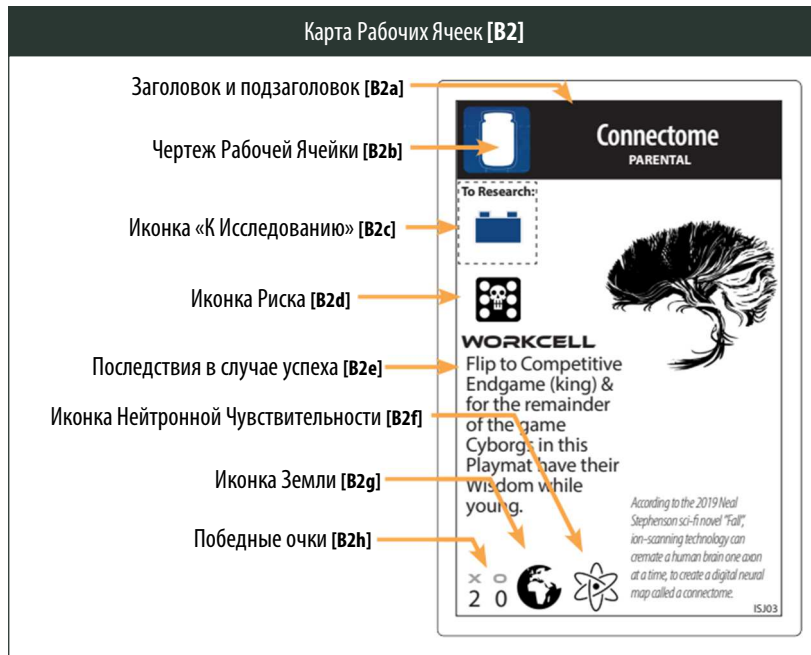 Карта Рабочих Ячеек [B2]
Заголовок и подзаголовок [B2a]
Чертеж Рабочей Ячейки [B2b]
Иконка «К Исследованию» [B2c]
Иконка Риска [B2d]
Последствия в случае успеха [B2e]
Иконка Нейтронной Чувствительности [B2f]
Иконка Земли [B2g]
Победные очки [B2h]
Connectome
PARENTAL
To Research:
WORKCELL
Flip to Competitive
Endgame (king) &
for the remainder
of the game
Cyborgs in this
Playmat have their
Wisdom while
young.
According to the 2019 Neal
Stephenson sci-fi novel "Fall",
ion-scanning technology can
cremate a human brain one axon
at a time, to create a digital neural
map called a connectome.
X O
2 0
ISJ03